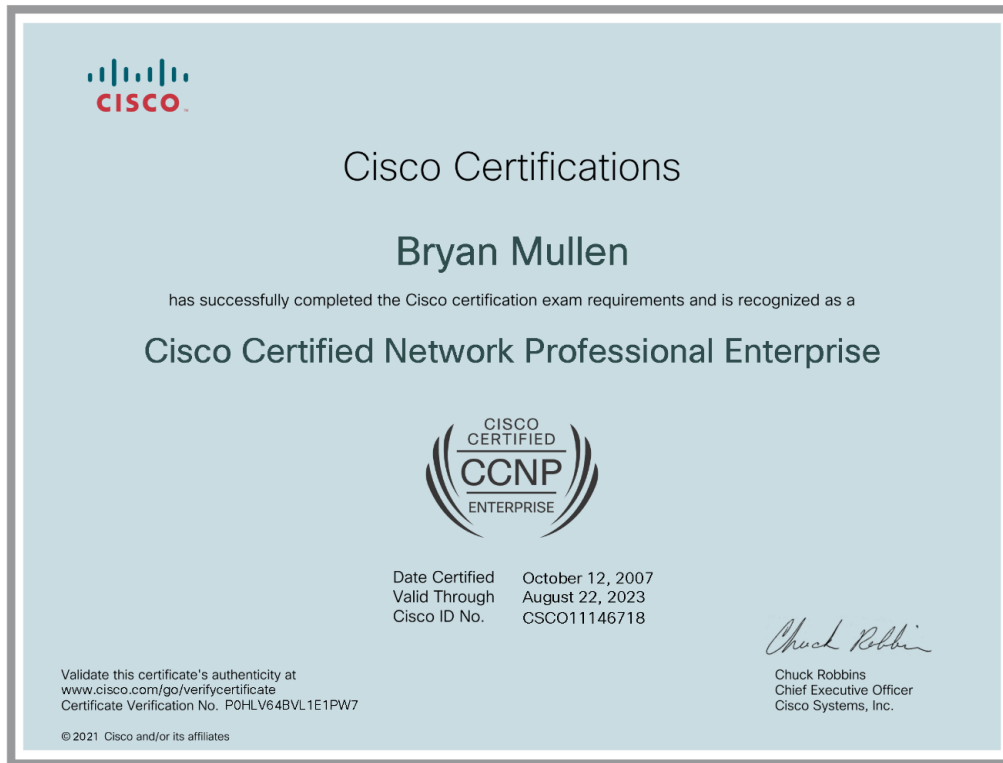 CISCO™
Cisco Certifications
Bryan Mullen
has successfully completed the Cisco certification exam requirements and is recognized as a
Cisco Certified Network Professional Enterprise
CISCO
CERTIFIED
CCNP
ENTERPRISE
Date Certified October 12, 2007
Valid Through August 22, 2023
Cisco ID No. CSCO11146718
Chuck Robbins
Validate this certificate's authenticity at
www.cisco.com/go/verifycertificate
Certificate Verification No. P0HLV64BVL1E1PW7
Chuck Robbins
Chief Executive Officer
Cisco Systems, Inc.
© 2021 Cisco and/or its affiliates